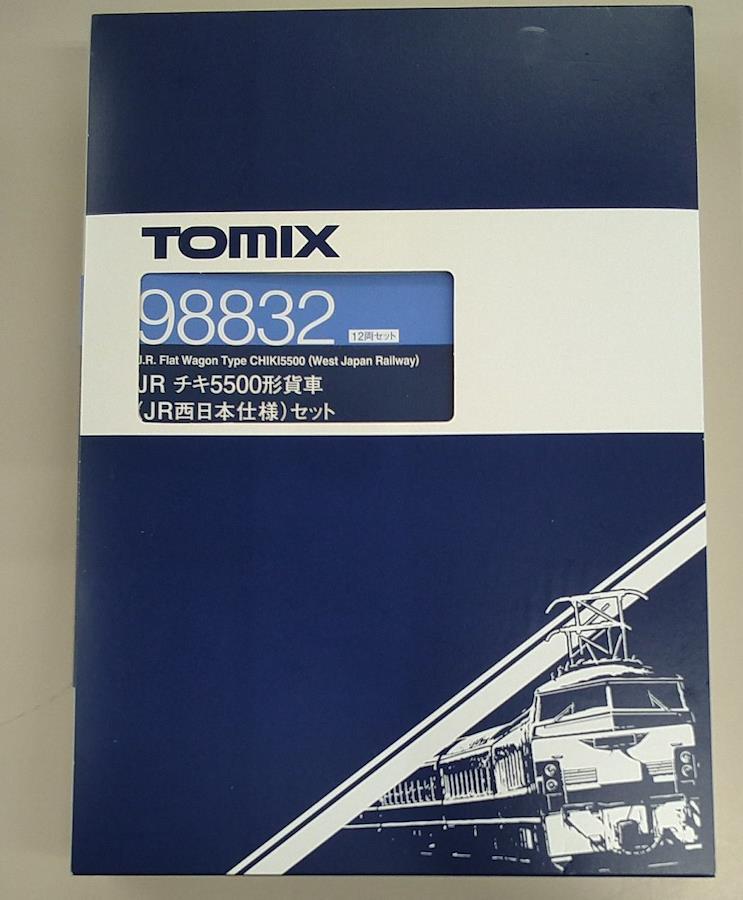 TOMIX
98832
12両セット
J.R. Flat Wagon Type CHIKI5500 (West Japan Railway)
JR チキ5500形貨車
(JR西日本仕様)セット